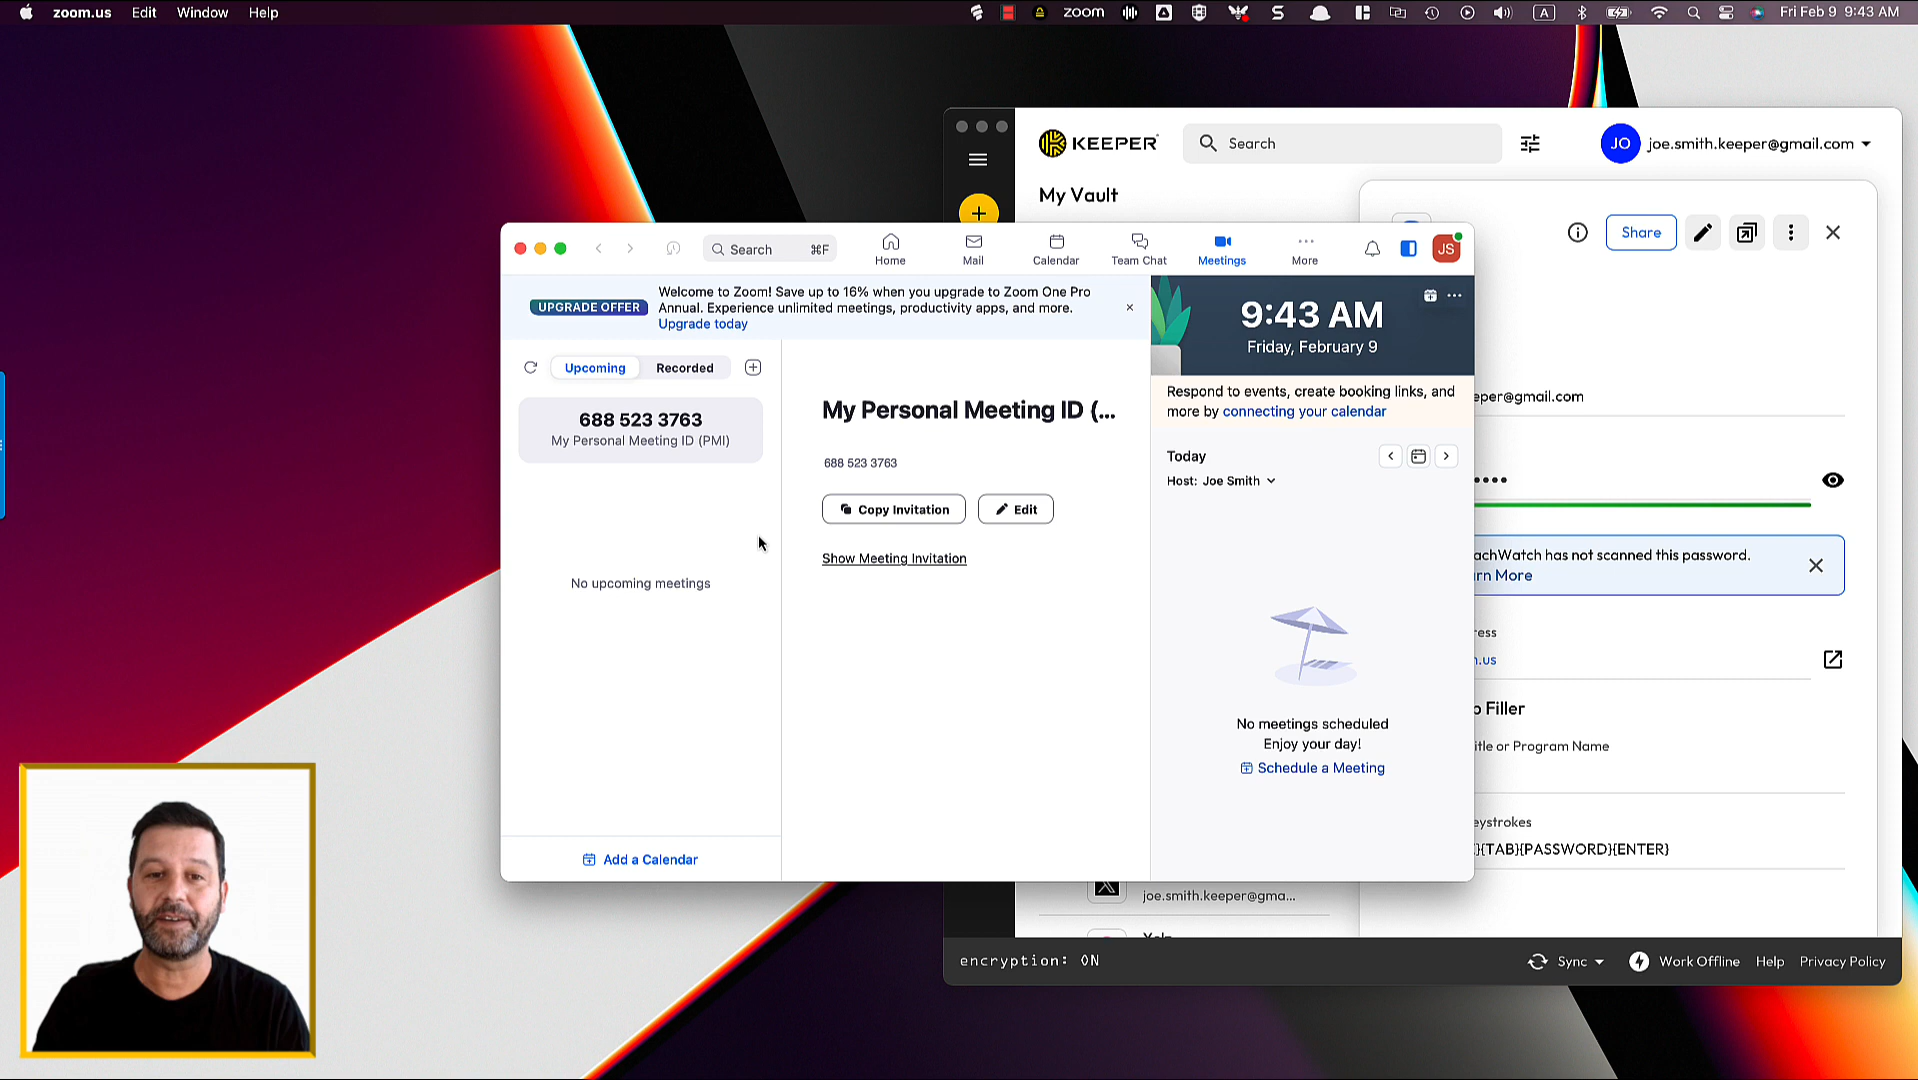 zoom.us Edit Window Help
zoom
A
Fri Feb 9 9:43 AM
KEEPER
Search
JO
joe.smith.keeper@gmail.com
My Vault
Share
Search ⌘F
Home
Mail
Calendar
Team Chat
Meetings
More
JS
UPGRADE OFFER
Welcome to Zoom! Save up to 16% when you upgrade to Zoom One Pro
Annual. Experience unlimited meetings, productivity apps, and more.
Upgrade today
9:43 AM
Friday, February 9
Upcoming
Recorded
688 523 3763
My Personal Meeting ID (PMI)
No upcoming meetings
Add a Calendar
My Personal Meeting ID (...
688 523 3763
Copy Invitation
Edit
Show Meeting Invitation
Respond to events, create booking links, and
more by connecting your calendar
Today
Host: Joe Smith
No meetings scheduled
Enjoy your day!
Schedule a Meeting
eper@gmail.com
achWatch has not scanned this password.
rn More
ress
n.us
o Filler
itle or Program Name
eystrokes
}{TAB}{PASSWORD}{ENTER}
joe.smith.keeper@gma...
encryption: ON
Sync
Work Offline
Help
Privacy Policy